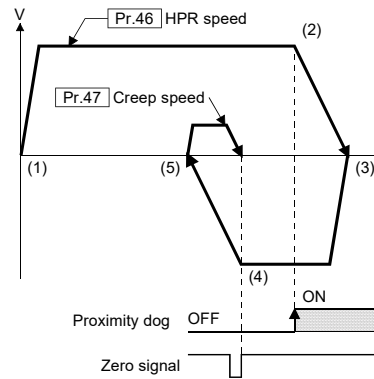 V
Pr.46 HPR speed
(2)
Pr.47 Creep speed
(1)
(5)
(3)
(4)
ON
Proximity dog OFF
Zero signal